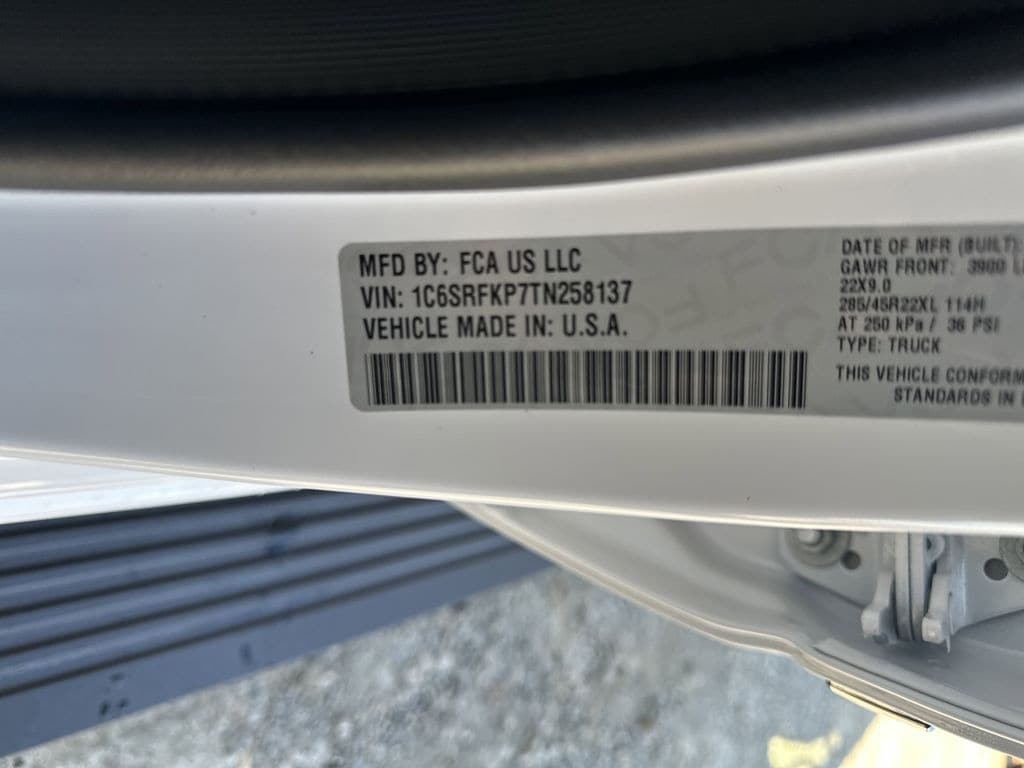 MFD BY: FCA US LLC
VIN: 1C6SRFKP7TN258137
VEHICLE MADE IN: U.S.A.
DATE OF MFR (BUILT):
GAWR FRONT: 3900
22X9.0
285/45R22XL 114H
AT 250 kPa / 36 PSI
TYPE: TRUCK
THIS VEHICLE CONFORM
STANDARDS IN